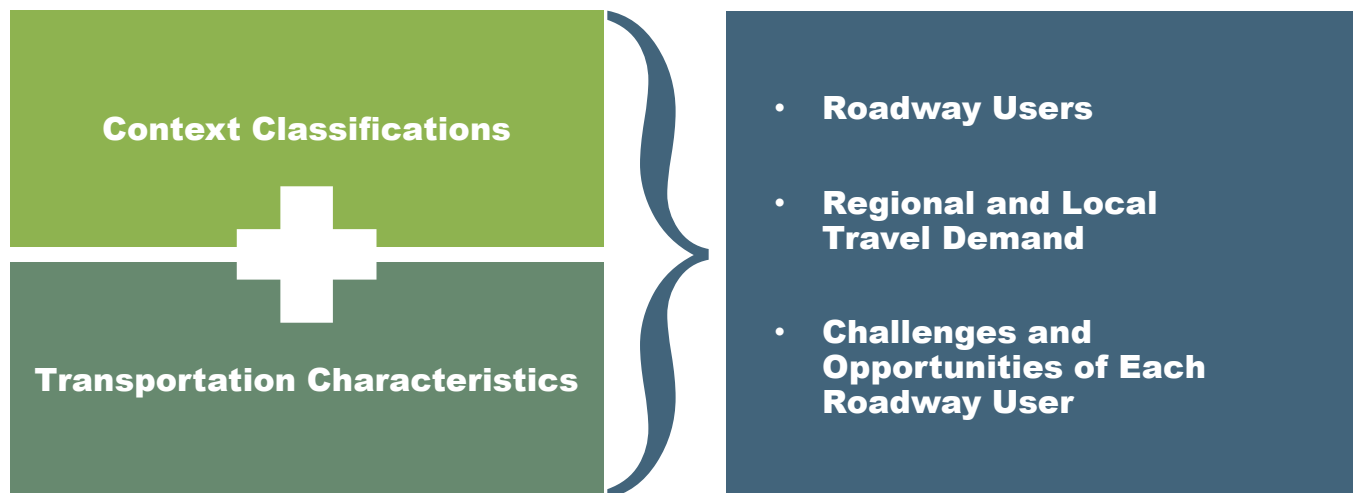 Context Classifications
Transportation Characteristics
• Roadway Users
• Regional and Local
Travel Demand
• Challenges and
Opportunities of Each
Roadway User